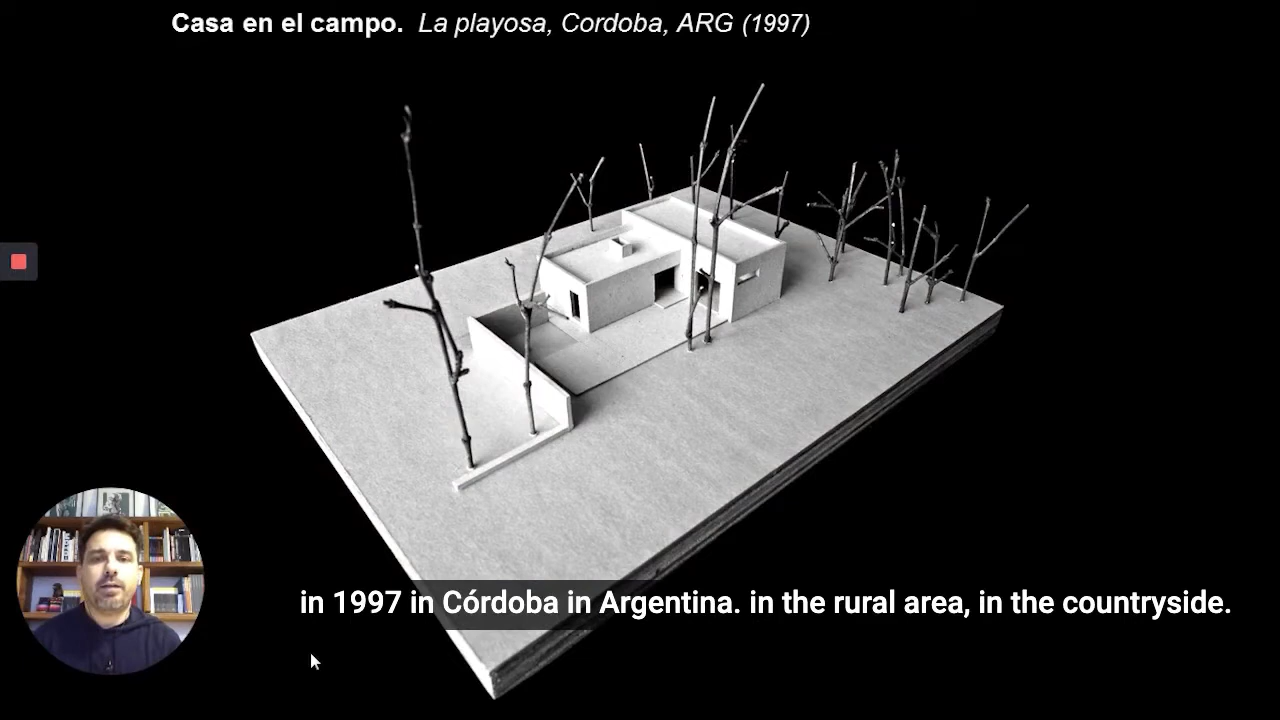 Casa en el campo. La playosa, Cordoba, ARG (1997)
in 1997 in Córdoba in Argentina. in the rural area, in the countryside.